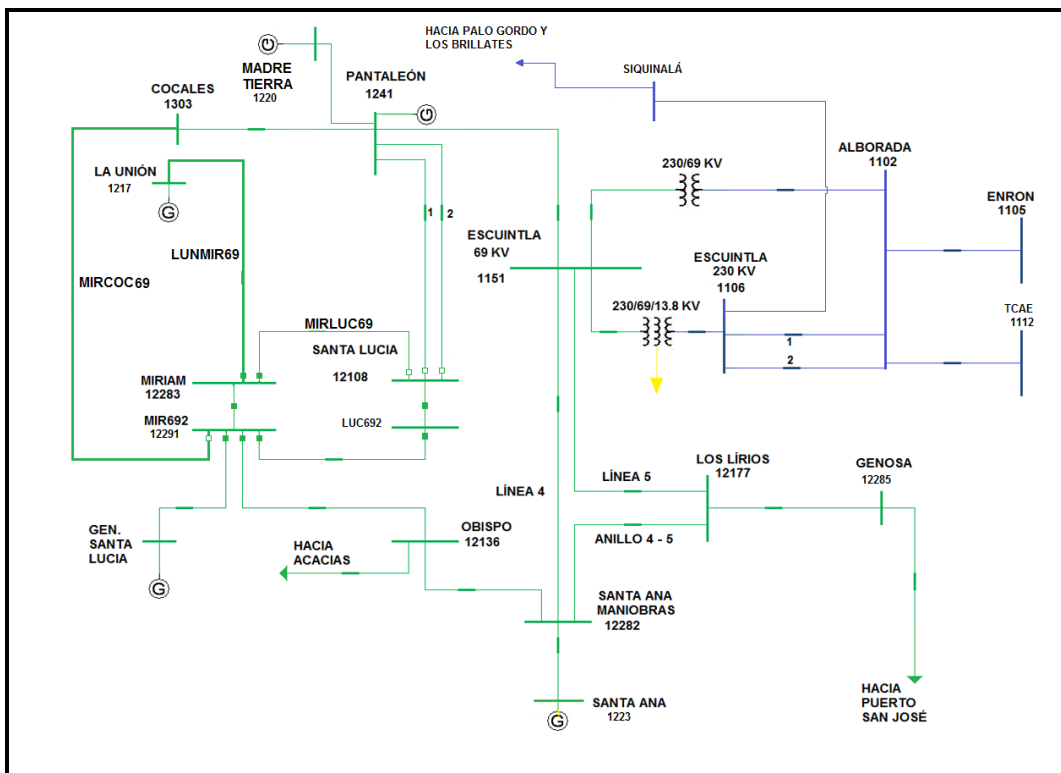 HACIA PALO GORDO Y
LOS BRILLATES
G
MADRE
TIERRA
1220
PANTALEÓN
1241
G
SIQUINALÁ
COCALES
1303
LA UNIÓN
1217
G
230/69 KV
ALBORADA
1102
ENRON
1105
1
2
ESCUINTLA
69 KV
1151
ESCUINTLA
230 KV
1106
LUNMIR69
MIRCOC69
230/69/13.8 KV
TCAE
1112
MIRLUC69
1
2
SANTA LUCIA
12108
MIRIAM
12283
MIR692
12291
LUC692
LOS LÍRIOS
12177
GENOSA
12285
LÍNEA 4
LÍNEA 5
GEN.
SANTA
LUCIA
G
OBISPO
12136
HACIA
ACACIAS
ANILLO 4 - 5
SANTA ANA
MANIOBRAS
12282
SANTA ANA
1223
G
HACIA
PUERTO
SAN JOSÉ